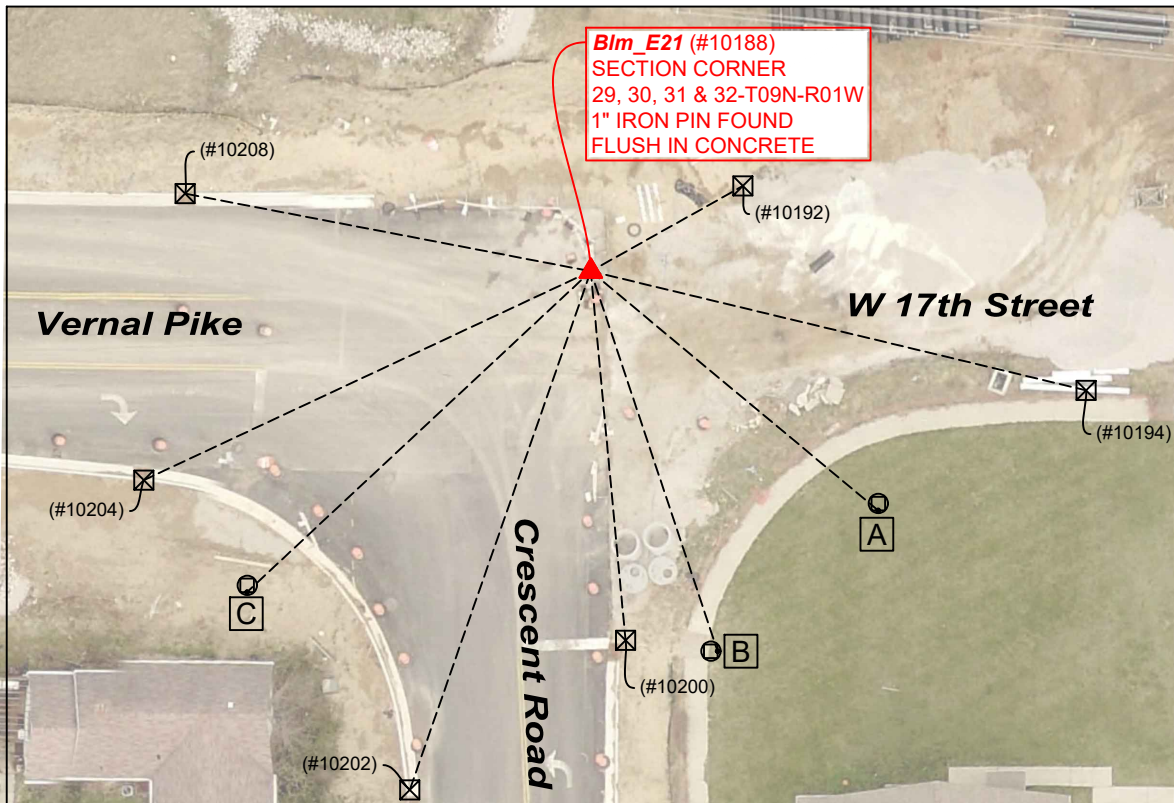 Blm_E21 (#10188)
SECTION CORNER
29, 30, 31 & 32-T09N-R01W
1" IRON PIN FOUND
FLUSH IN CONCRETE
(#10208)
(#10192)
W 17th Street
Vernal Pike
(#10194)
(#10204)
A
Crescent Road
C
B
(#10200)
(#10202)